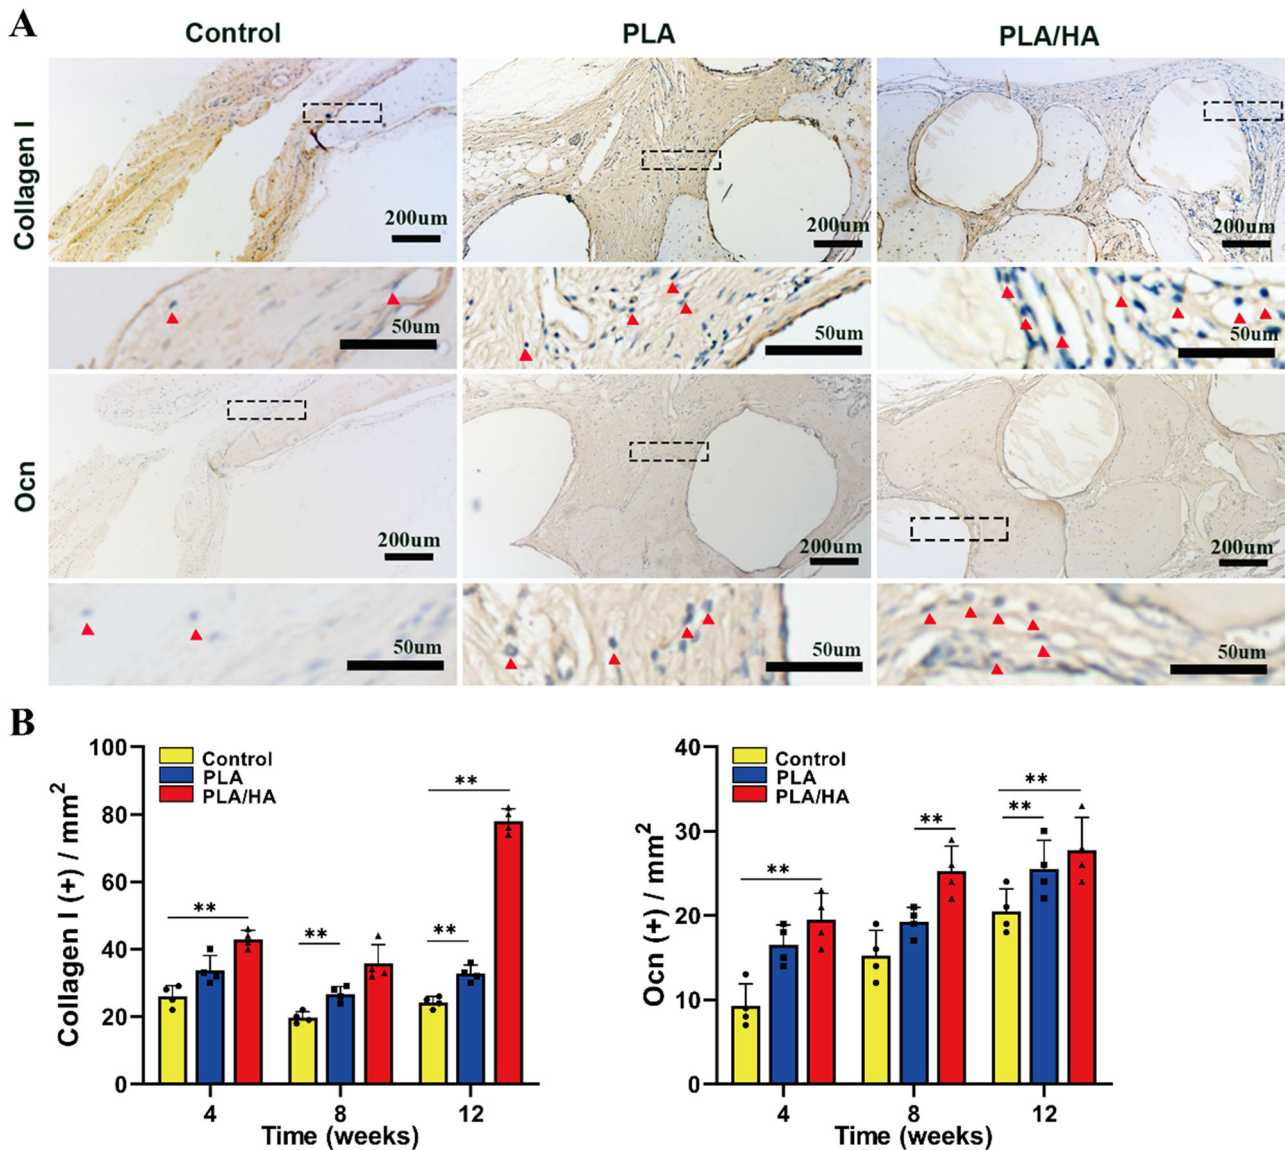 A
Control PLA PLA/HA
Collagen I
200um 200um 200um
50um 50um 50um
Ocn
200um 200um 200um
50um 50um 50um
B
Collagen I (+) / mm²
100
80
60
40
20
0
Control
PLA
PLA/HA
** ** ** **
4 8 12
Time (weeks)
Ocn (+) / mm²
40
30
20
10
0
Control
PLA
PLA/HA
** ** ** **
4 8 12
Time (weeks)